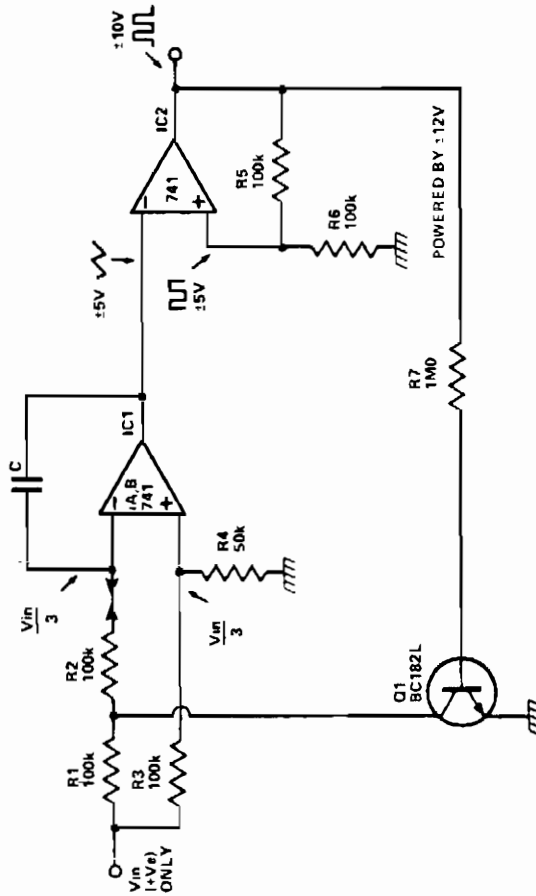 Vin
(+Ve)
ONLY
R1
100k
R2
100k
R3
100k
Vin
3
C
IC1
−
IA,B
741
+
Vin
3
R4
50k
±5V
IC2
−
741
+
±10V
±5V
R5
100k
R6
100k
POWERED BY ±12V
R7
1M0
Q1
BC182L